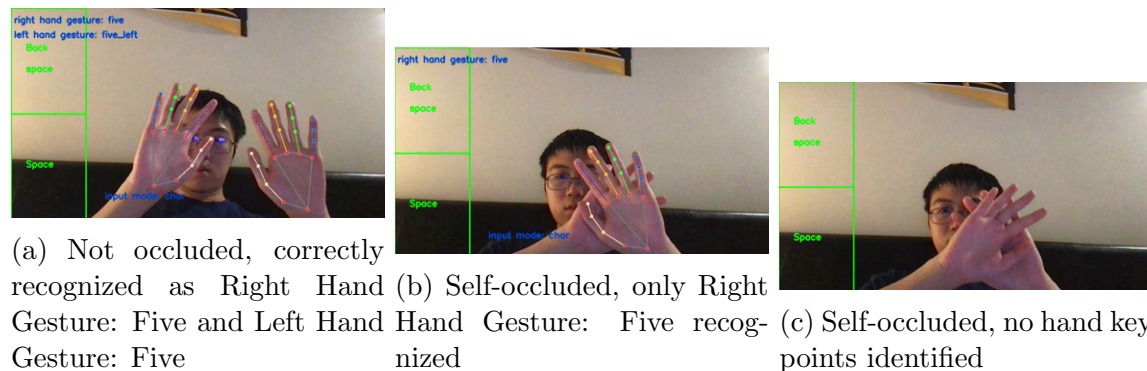 right hand gesture: five
left hand gesture: five_left
Back
space
Space
input mode: char
right hand gesture: five
Back
space
Space
input mode: char
Back
space
Space
(a) Not occluded, correctly
recognized as Right Hand
Gesture: Five and Left Hand
Gesture: Five
(b) Self-occluded, only Right
Hand Gesture: Five recog-
nized
(c) Self-occluded, no hand key
points identified